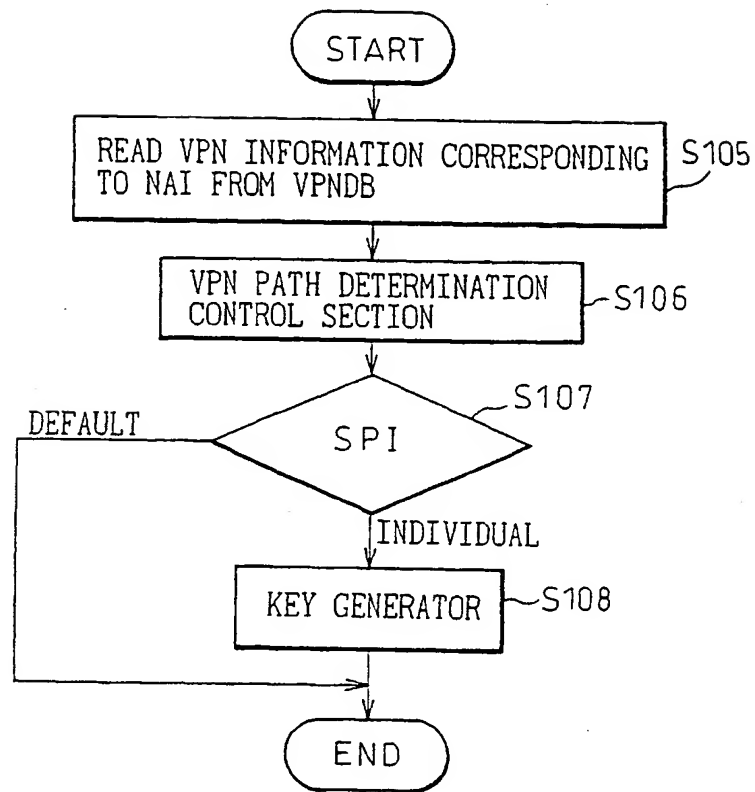 START
READ VPN INFORMATION CORRESPONDING
TO NAI FROM VPNDB
S105
VPN PATH DETERMINATION
CONTROL SECTION
S106
S107
DEFAULT
SPI
INDIVIDUAL
KEY GENERATOR
S108
END